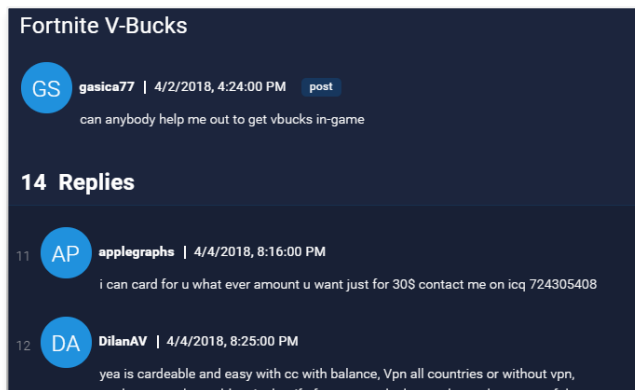 Fortnite V-Bucks
GS
gasica77 | 4/2/2018, 4:24:00 PM post
can anybody help me out to get vbucks in-game
14 Replies
11 AP applegraphs | 4/4/2018, 8:16:00 PM
i can card for u what ever amount u want just for 30$ contact me on icq 724305408
12 DA DilanAV | 4/4/2018, 8:25:00 PM
yea is cardeable and easy with cc with balance, Vpn all countries or without vpn,